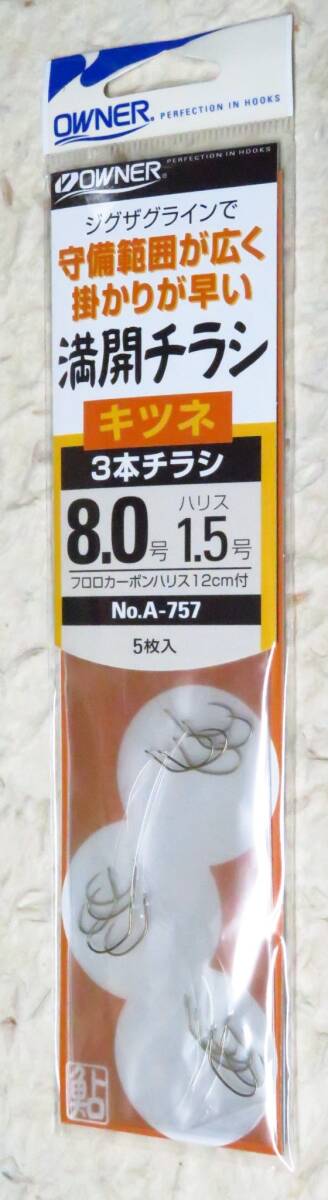 OWNER® PERFECTION IN HOOKS
OWNER® PERFECTION IN HOOKS
ジグザグラインで
守備範囲が広く
掛かりが早い
満開チラシ
キツネ
3本チラシ
8.0号 ハリス 1.5号
フロロカーボンハリス12cm付
No.A-757
5枚入
鮎